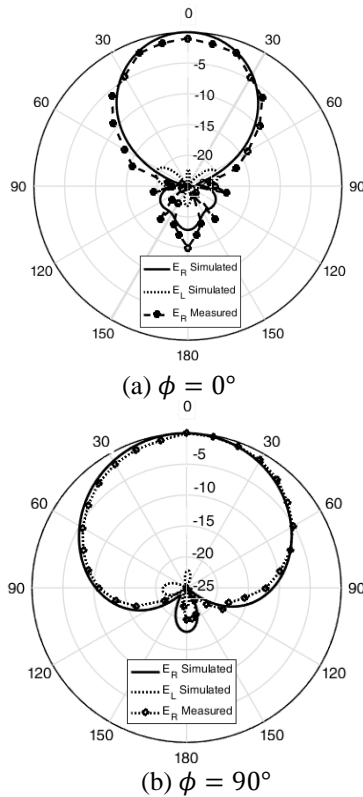 0
30 30
-5
60 60
-10
-15
-20
90 90
120 120
E_R Simulated
E_L Simulated
E_R Measured
150 150
180
(a) ϕ = 0°
0
30 30
-5
60 60
-10
-15
-20
90 -25 90
120 120
E_R Simulated
E_L Simulated
E_R Measured
150 150
180
(b) ϕ = 90°